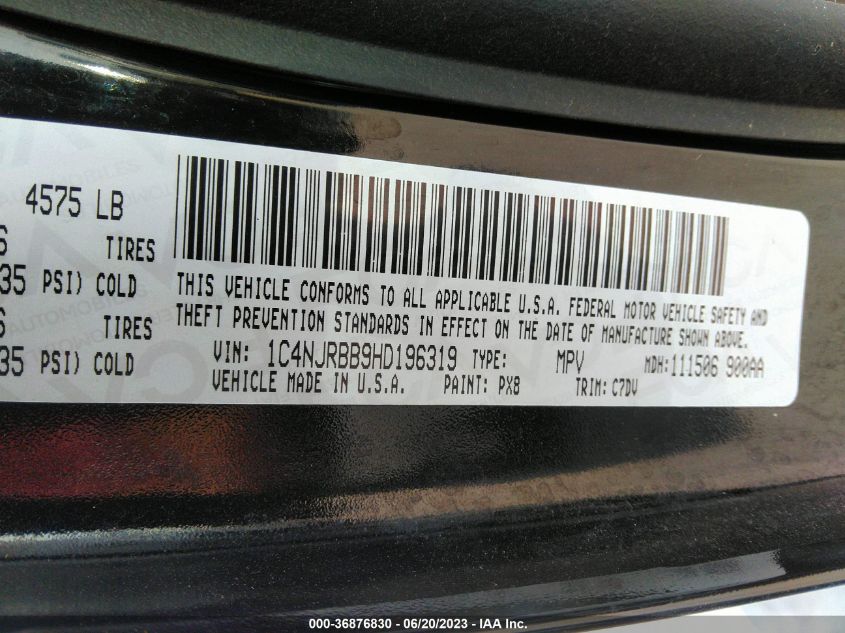 4575 LB
TIRES
35 PSI) COLD
TIRES
35 PSI) COLD
THIS VEHICLE CONFORMS TO ALL APPLICABLE U.S.A. FEDERAL MOTOR VEHICLE SAFETY AND
THEFT PREVENTION STANDARDS IN EFFECT ON THE DATE OF MANUFACTURE SHOWN ABOVE.
VIN: 1C4NJRBB9HD196319 TYPE: MPV MDH: 111506 900AA
VEHICLE MADE IN U.S.A. PAINT: PX8 TRIM: C7DV
000-36876830 - 06/20/2023 - IAA Inc.